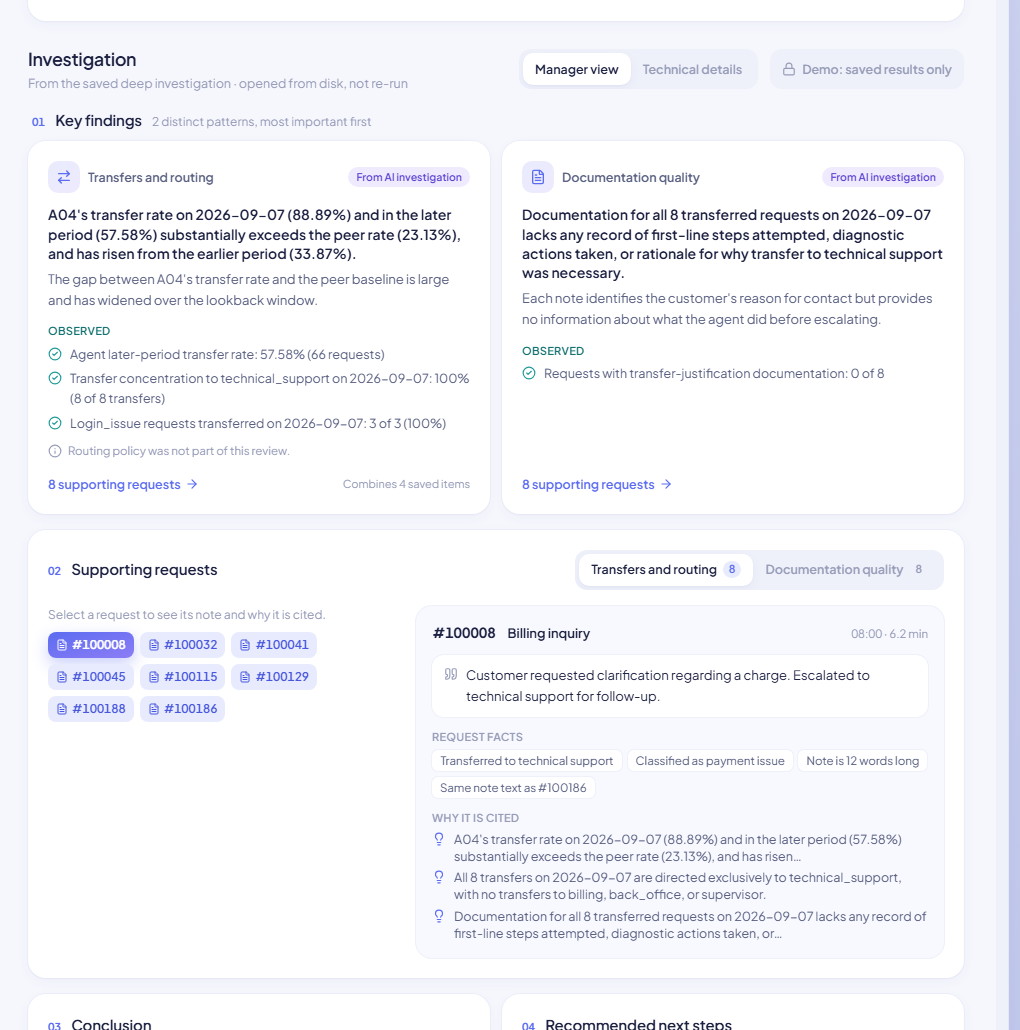 Investigation
From the saved deep investigation · opened from disk, not re-run
Manager view
Technical details
Demo: saved results only
01 Key findings 2 distinct patterns, most important first
Transfers and routing
From AI investigation
A04's transfer rate on 2026-09-07 (88.89%) and in the later
period (57.58%) substantially exceeds the peer rate (23.13%),
and has risen from the earlier period (33.87%).
The gap between A04's transfer rate and the peer baseline is large
and has widened over the lookback window.
OBSERVED
Agent later-period transfer rate: 57.58% (66 requests)
Transfer concentration to technical_support on 2026-09-07: 100%
(8 of 8 transfers)
Login_issue requests transferred on 2026-09-07: 3 of 3 (100%)
Routing policy was not part of this review.
8 supporting requests →
Combines 4 saved items
Documentation quality
From AI investigation
Documentation for all 8 transferred requests on 2026-09-07
lacks any record of first-line steps attempted, diagnostic
actions taken, or rationale for why transfer to technical support
was necessary.
Each note identifies the customer's reason for contact but provides
no information about what the agent did before escalating.
OBSERVED
Requests with transfer-justification documentation: 0 of 8
8 supporting requests →
02 Supporting requests
Transfers and routing 8
Documentation quality 8
Select a request to see its note and why it is cited.
#100008 #100032 #100041
#100045 #100115 #100129
#100188 #100186
#100008 Billing inquiry
08:00 · 6.2 min
Customer requested clarification regarding a charge. Escalated to
technical support for follow-up.
REQUEST FACTS
Transferred to technical support
Classified as payment issue
Note is 12 words long
Same note text as #100186
WHY IT IS CITED
A04's transfer rate on 2026-09-07 (88.89%) and in the later period (57.58%)
substantially exceeds the peer rate (23.13%), and has risen…
All 8 transfers on 2026-09-07 are directed exclusively to technical_support,
with no transfers to billing, back_office, or supervisor.
Documentation for all 8 transferred requests on 2026-09-07 lacks any record of
first-line steps attempted, diagnostic actions taken, or…
03 Conclusion
04 Recommended next steps